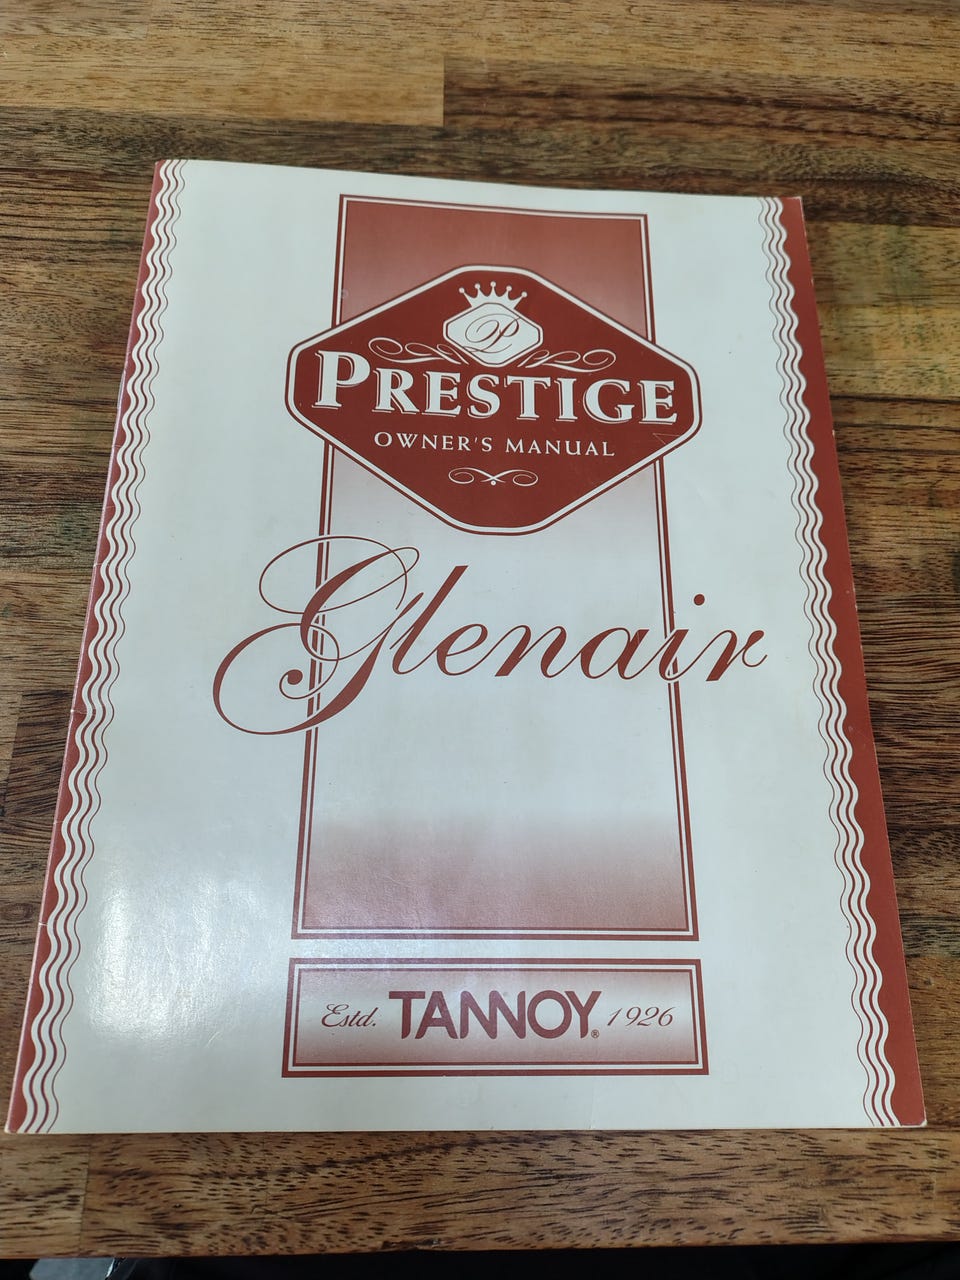 P
PRESTIGE
OWNER'S MANUAL
Glenair
Estd. TANNOY® 1926